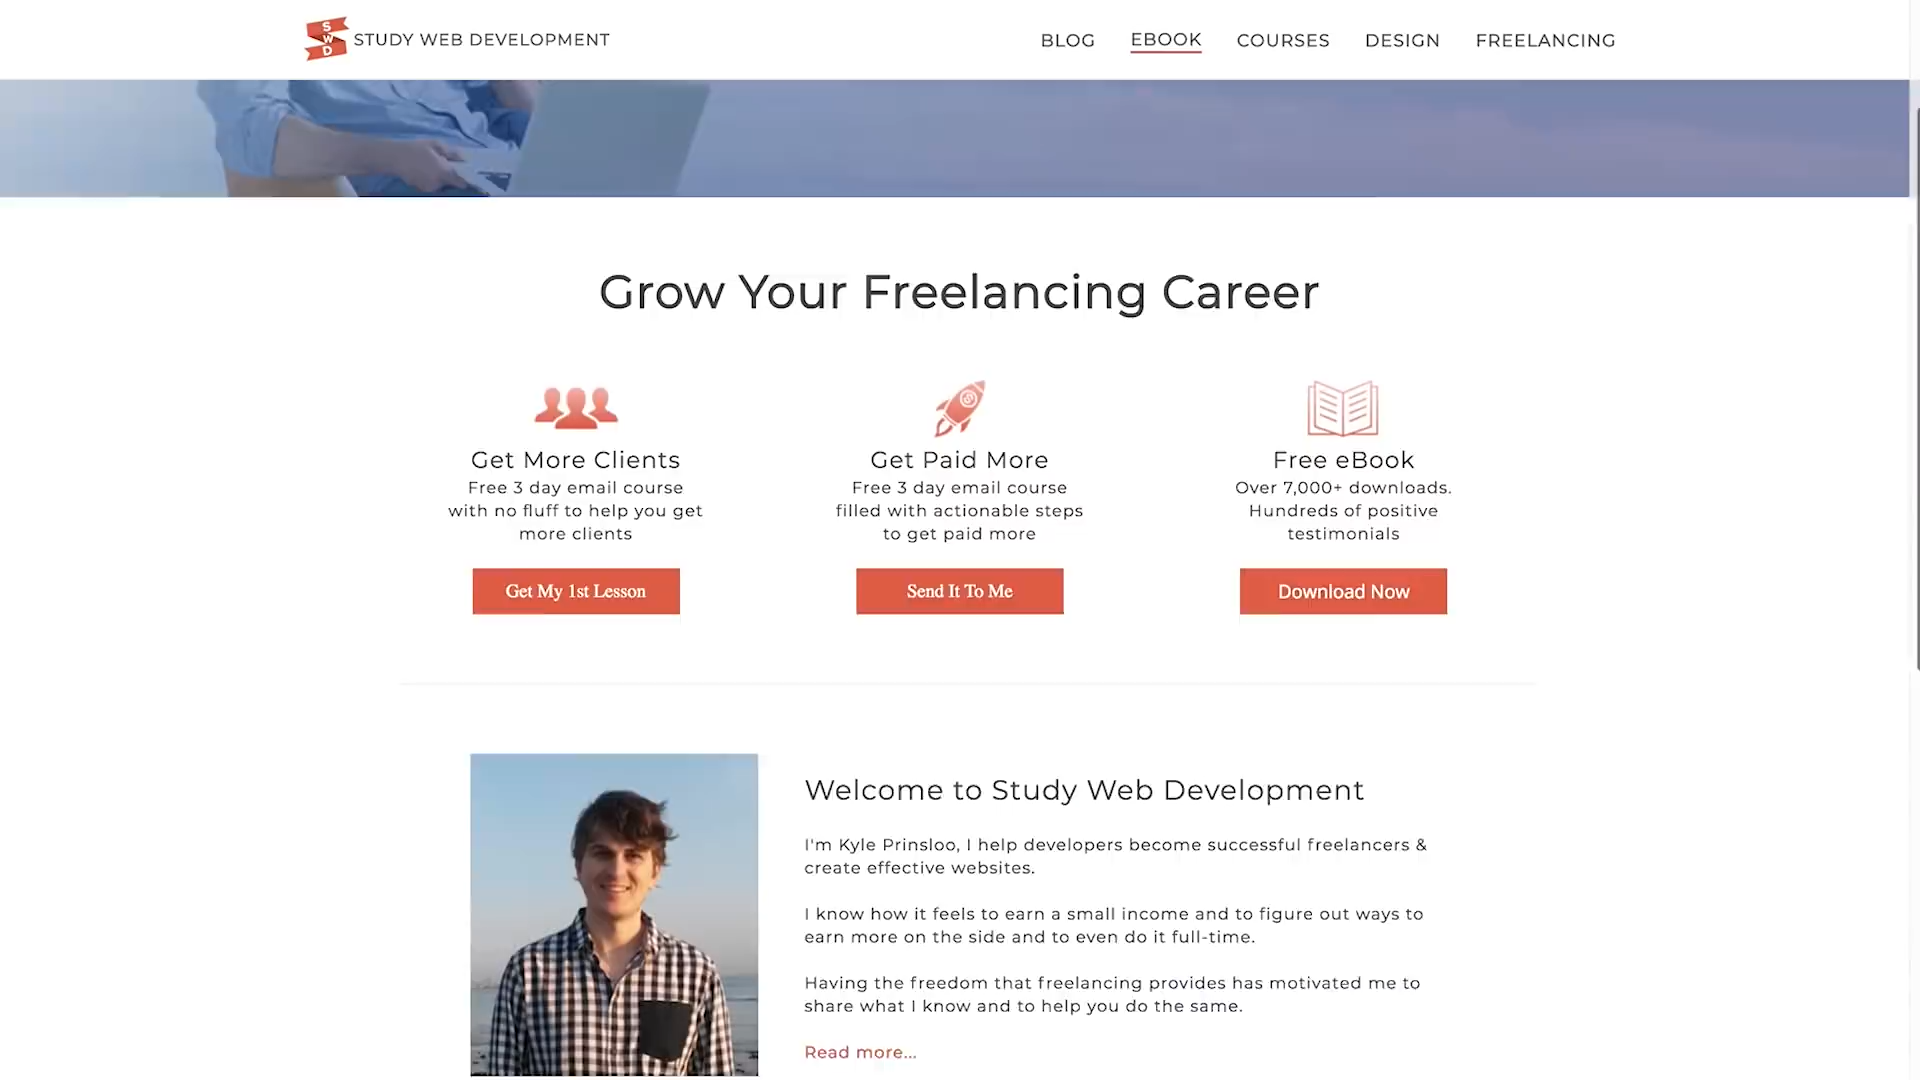 SWD STUDY WEB DEVELOPMENT
BLOG EBOOK COURSES DESIGN FREELANCING
Grow Your Freelancing Career
Get More Clients
Free 3 day email course
with no fluff to help you get
more clients
Get My 1st Lesson
Get Paid More
Free 3 day email course
filled with actionable steps
to get paid more
Send It To Me
Free eBook
Over 7,000+ downloads.
Hundreds of positive
testimonials
Download Now
Welcome to Study Web Development
I'm Kyle Prinsloo, I help developers become successful freelancers &
create effective websites.
I know how it feels to earn a small income and to figure out ways to
earn more on the side and to even do it full-time.
Having the freedom that freelancing provides has motivated me to
share what I know and to help you do the same.
Read more...